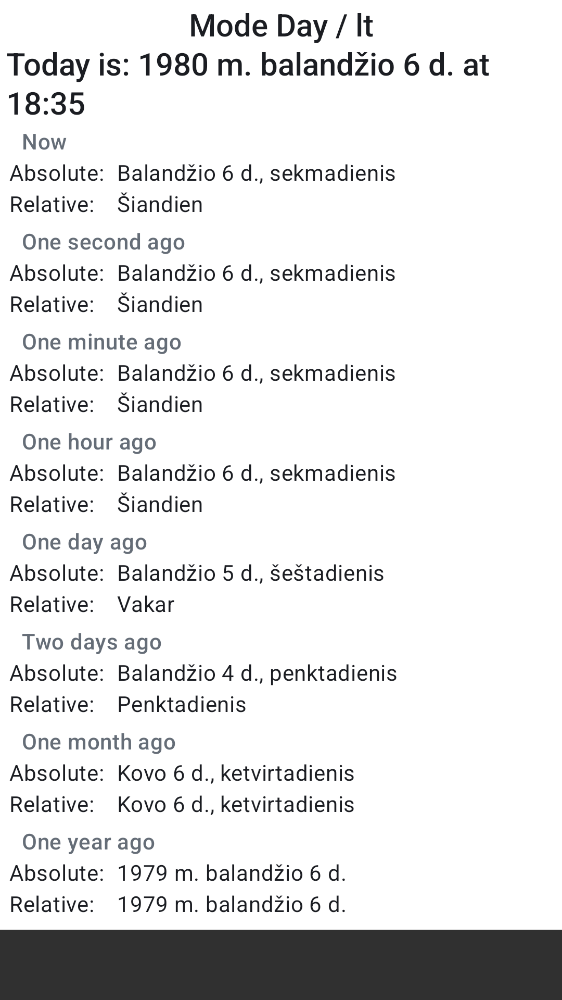 Mode Day / lt
Today is: 1980 m. balandžio 6 d. at
18:35
Now
Absolute: Balandžio 6 d., sekmadienis
Relative: Šiandien
One second ago
Absolute: Balandžio 6 d., sekmadienis
Relative: Šiandien
One minute ago
Absolute: Balandžio 6 d., sekmadienis
Relative: Šiandien
One hour ago
Absolute: Balandžio 6 d., sekmadienis
Relative: Šiandien
One day ago
Absolute: Balandžio 5 d., šeštadienis
Relative: Vakar
Two days ago
Absolute: Balandžio 4 d., penktadienis
Relative: Penktadienis
One month ago
Absolute: Kovo 6 d., ketvirtadienis
Relative: Kovo 6 d., ketvirtadienis
One year ago
Absolute: 1979 m. balandžio 6 d.
Relative: 1979 m. balandžio 6 d.